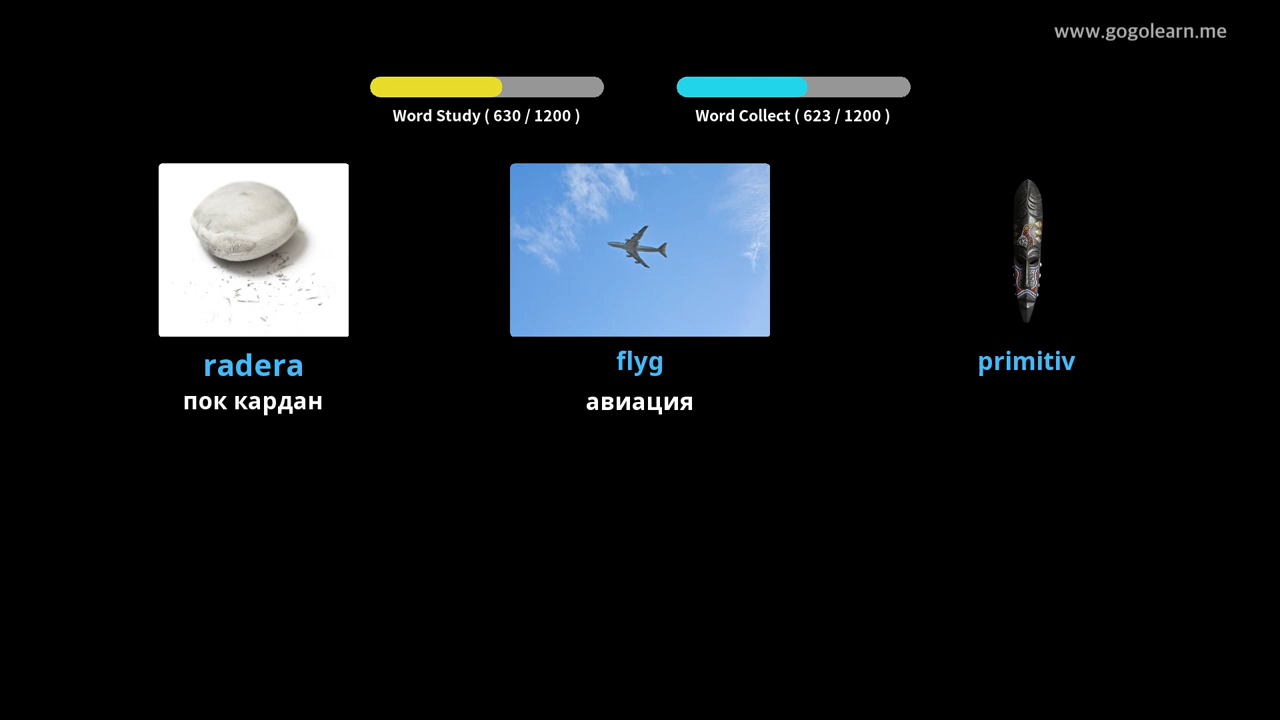 www.gogolearn.me
Word Study ( 630 / 1200 )
Word Collect ( 623 / 1200 )
radera
пок кардан
flyg
авиация
primitiv